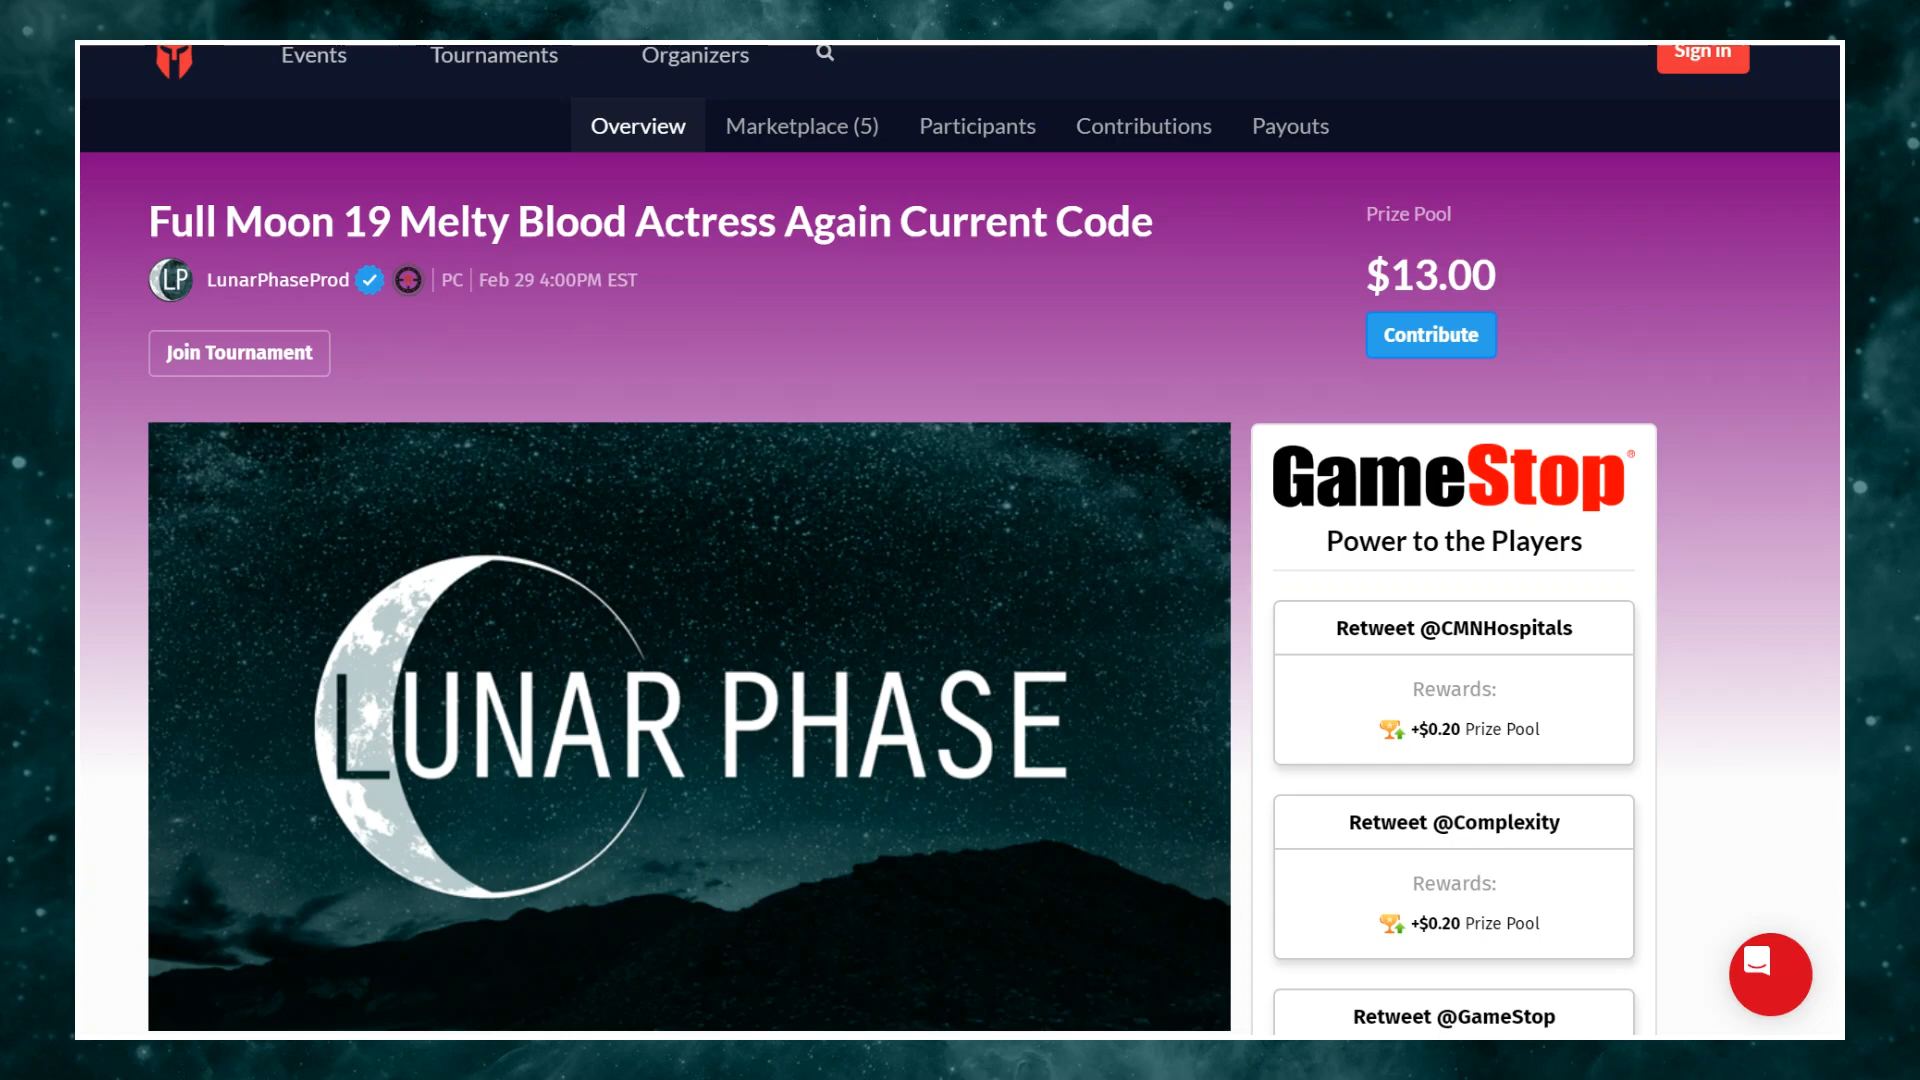 Events
Tournaments
Organizers
Sign in
Overview
Marketplace (5)
Participants
Contributions
Payouts
Full Moon 19 Melty Blood Actress Again Current Code
LP
LunarPhaseProd
PC
Feb 29 4:00PM EST
Join Tournament
Prize Pool
$13.00
Contribute
LUNAR PHASE
GameStop®
Power to the Players
Retweet @CMNHospitals
Rewards:
+$0.20 Prize Pool
Retweet @Complexity
Rewards:
+$0.20 Prize Pool
Retweet @GameStop